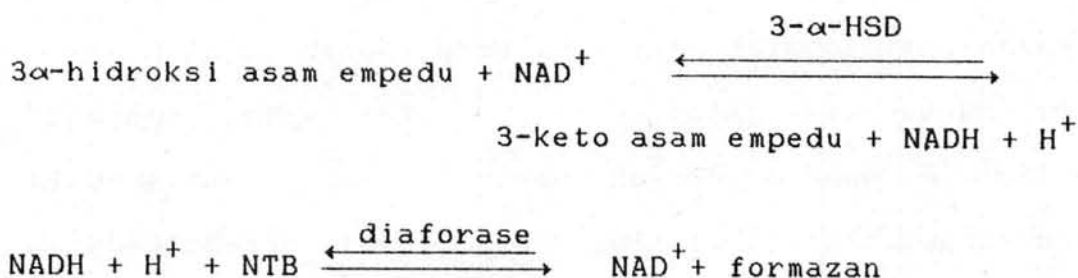 3-α-HSD
3α-hidroksi asam empedu + NAD⁺ ⇄
3-keto asam empedu + NADH + H⁺
diaforase
NADH + H⁺ + NTB ⇄ NAD⁺+ formazan